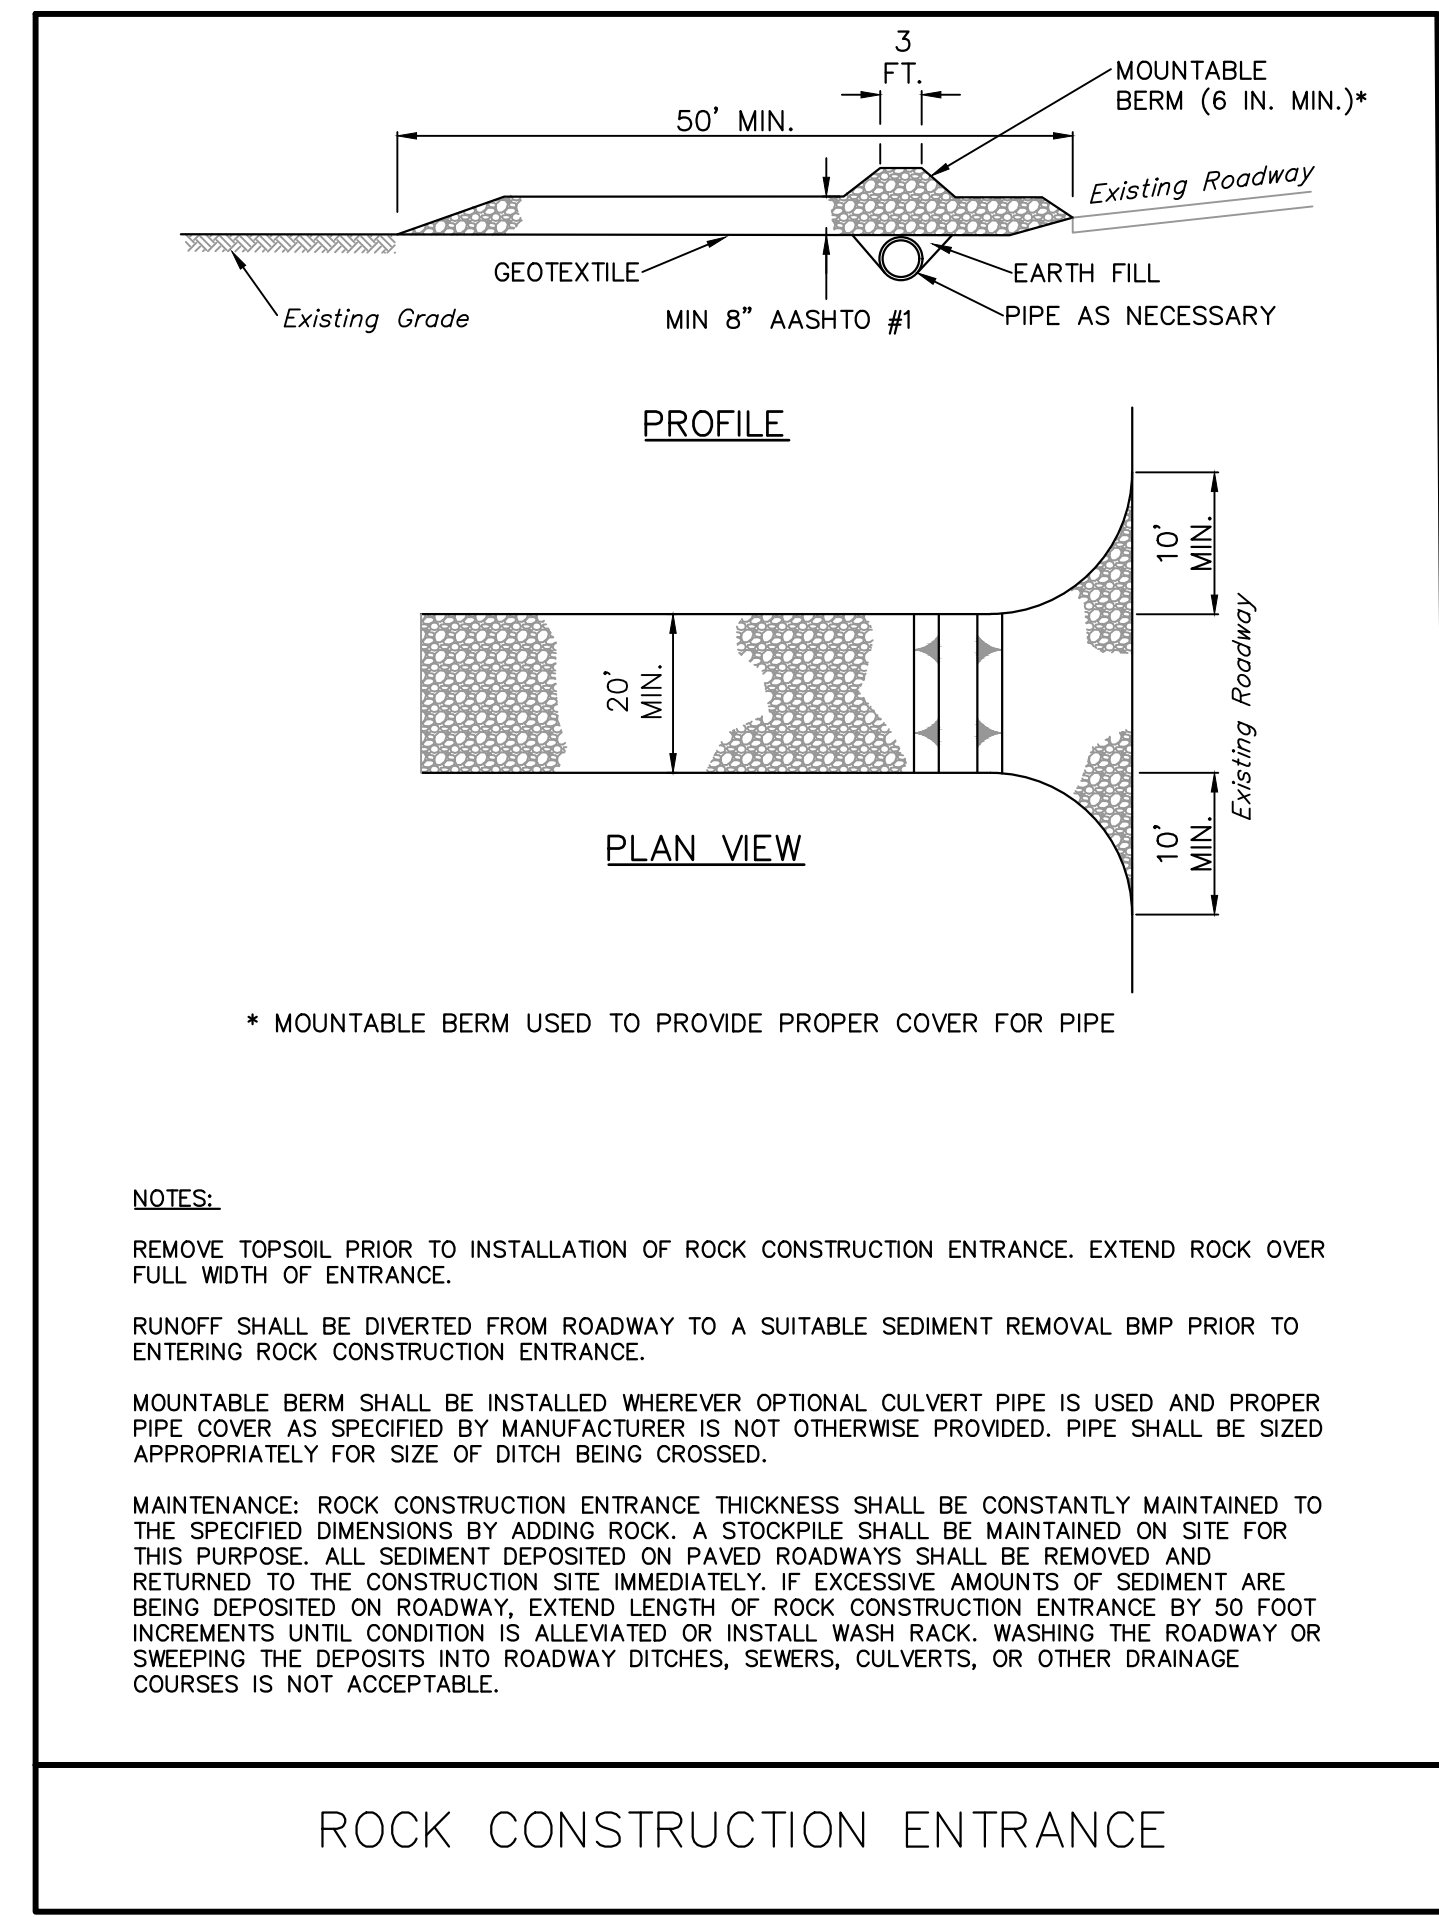 3
FT.
MOUNTABLE
BERM (6 IN. MIN.)*
50' MIN.
Existing Roadway
GEOTEXTILE
EARTH FILL
Existing Grade
MIN 8" AASHTO #1
PIPE AS NECESSARY
PROFILE
10'
MIN.
20'
MIN.
Existing Roadway
10'
MIN.
PLAN VIEW
* MOUNTABLE BERM USED TO PROVIDE PROPER COVER FOR PIPE
NOTES:
REMOVE TOPSOIL PRIOR TO INSTALLATION OF ROCK CONSTRUCTION ENTRANCE. EXTEND ROCK OVER
FULL WIDTH OF ENTRANCE.
RUNOFF SHALL BE DIVERTED FROM ROADWAY TO A SUITABLE SEDIMENT REMOVAL BMP PRIOR TO
ENTERING ROCK CONSTRUCTION ENTRANCE.
MOUNTABLE BERM SHALL BE INSTALLED WHEREVER OPTIONAL CULVERT PIPE IS USED AND PROPER
PIPE COVER AS SPECIFIED BY MANUFACTURER IS NOT OTHERWISE PROVIDED. PIPE SHALL BE SIZED
APPROPRIATELY FOR SIZE OF DITCH BEING CROSSED.
MAINTENANCE: ROCK CONSTRUCTION ENTRANCE THICKNESS SHALL BE CONSTANTLY MAINTAINED TO
THE SPECIFIED DIMENSIONS BY ADDING ROCK. A STOCKPILE SHALL BE MAINTAINED ON SITE FOR
THIS PURPOSE. ALL SEDIMENT DEPOSITED ON PAVED ROADWAYS SHALL BE REMOVED AND
RETURNED TO THE CONSTRUCTION SITE IMMEDIATELY. IF EXCESSIVE AMOUNTS OF SEDIMENT ARE
BEING DEPOSITED ON ROADWAY, EXTEND LENGTH OF ROCK CONSTRUCTION ENTRANCE BY 50 FOOT
INCREMENTS UNTIL CONDITION IS ALLEVIATED OR INSTALL WASH RACK. WASHING THE ROADWAY OR
SWEEPING THE DEPOSITS INTO ROADWAY DITCHES, SEWERS, CULVERTS, OR OTHER DRAINAGE
COURSES IS NOT ACCEPTABLE.
ROCK CONSTRUCTION ENTRANCE